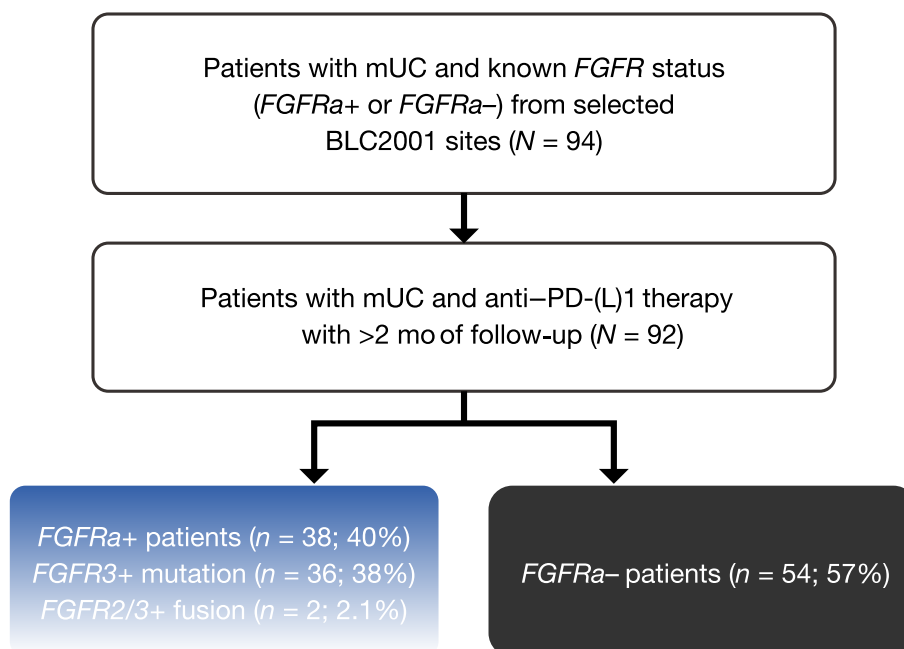 Patients with mUC and known FGFR status
(FGFRa+ or FGFRa–) from selected
BLC2001 sites (N = 94)
Patients with mUC and anti–PD-(L)1 therapy
with >2 mo of follow-up (N = 92)
FGFRa+ patients (n = 38; 40%)
FGFR3+ mutation (n = 36; 38%)
FGFR2/3+ fusion (n = 2; 2.1%)
FGFRa– patients (n = 54; 57%)